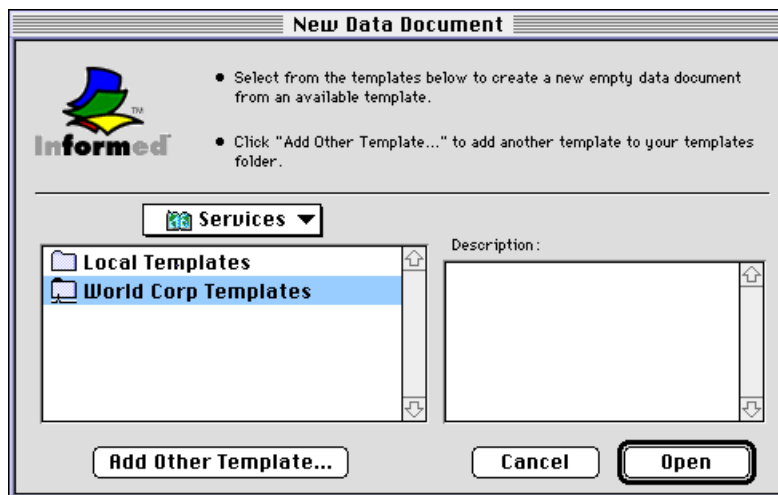 New Data Document
• Select from the templates below to create a new empty data document
from an available template.
• Click "Add Other Template..." to add another template to your templates
folder.
TM
Informed
Services
Local Templates
World Corp Templates
Description:
Add Other Template...
Cancel
Open